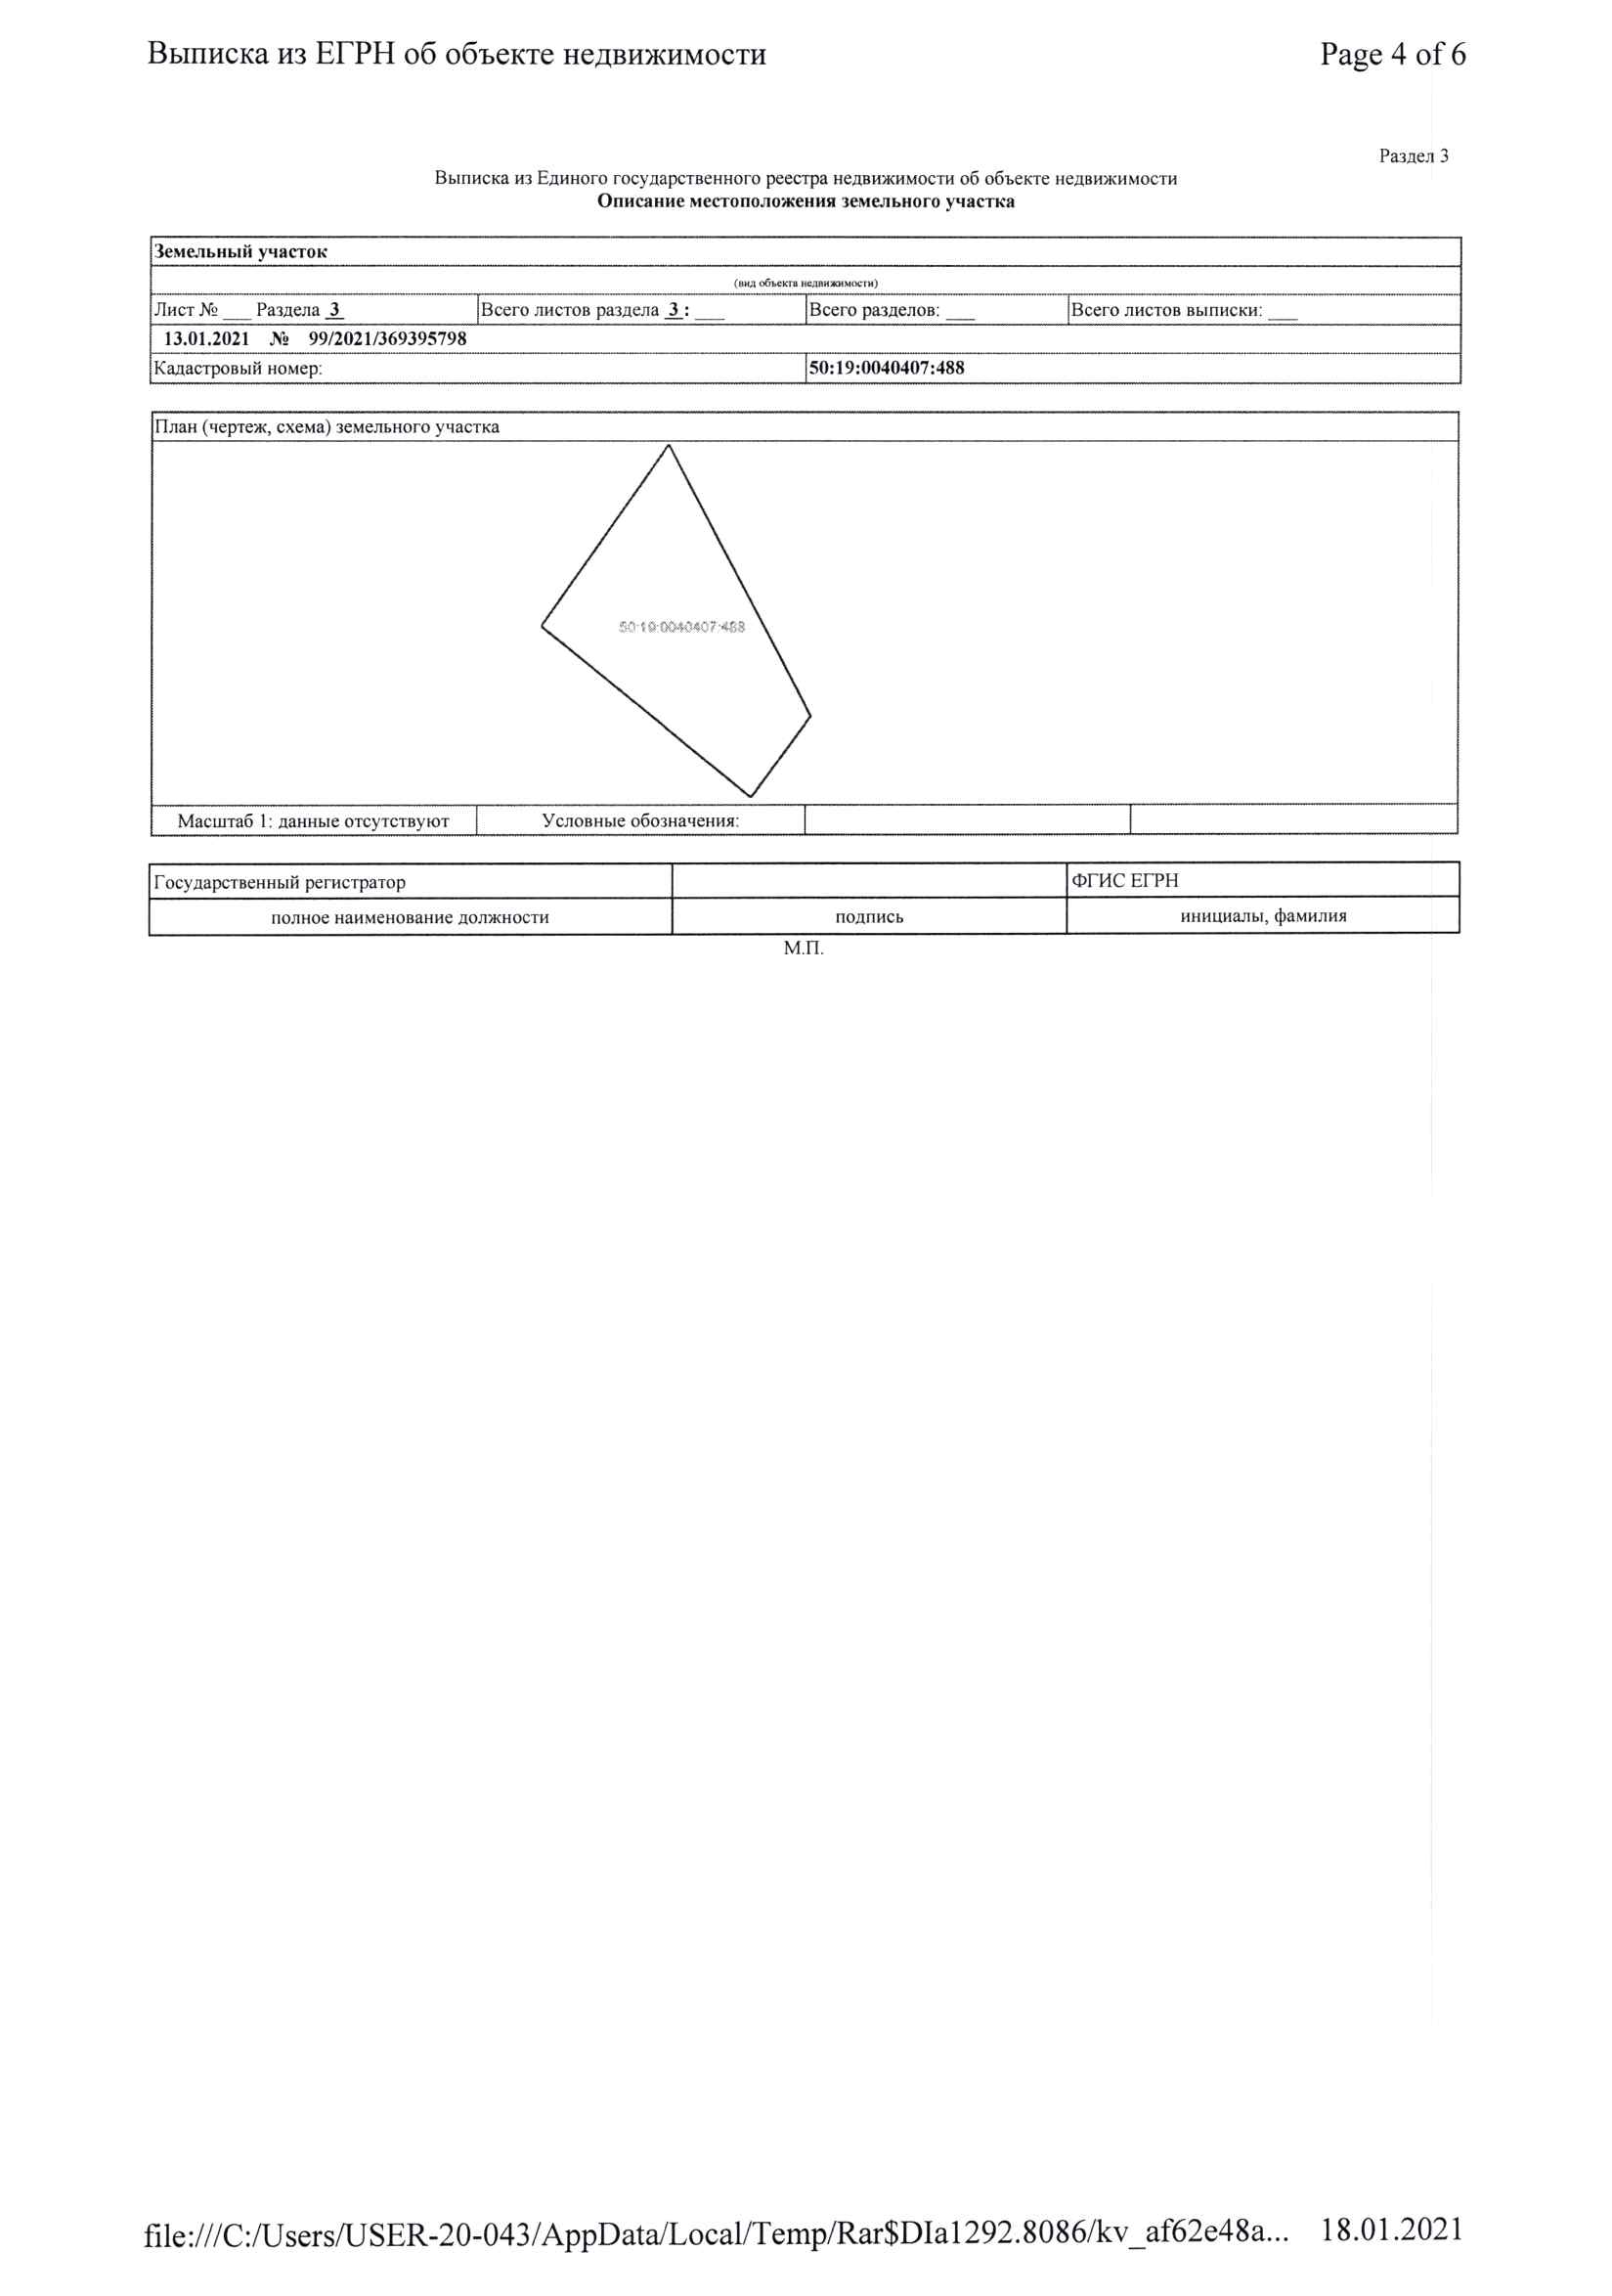 Выписка из ЕГРН об объекте недвижимости Page 4 of 6
Раздел 3
Выписка из Единого государственного реестра недвижимости об объекте недвижимости
Описание местоположения земельного участка
Земельный участок
(вид объекта недвижимости)
Лист № ___ Раздела 3 Всего листов раздела 3 : ___ Всего разделов: ___ Всего листов выписки: ___
13.01.2021 № 99/2021/369395798
Кадастровый номер: 50:19:0040407:488
План (чертеж, схема) земельного участка
50:19:0040407:488
Масштаб 1: данные отсутствуют Условные обозначения:
Государственный регистратор ФГИС ЕГРН
полное наименование должности подпись инициалы, фамилия
М.П.
file:///C:/Users/USER-20-043/AppData/Local/Temp/Rar$DIa1292.8086/kv_af62e48a... 18.01.2021